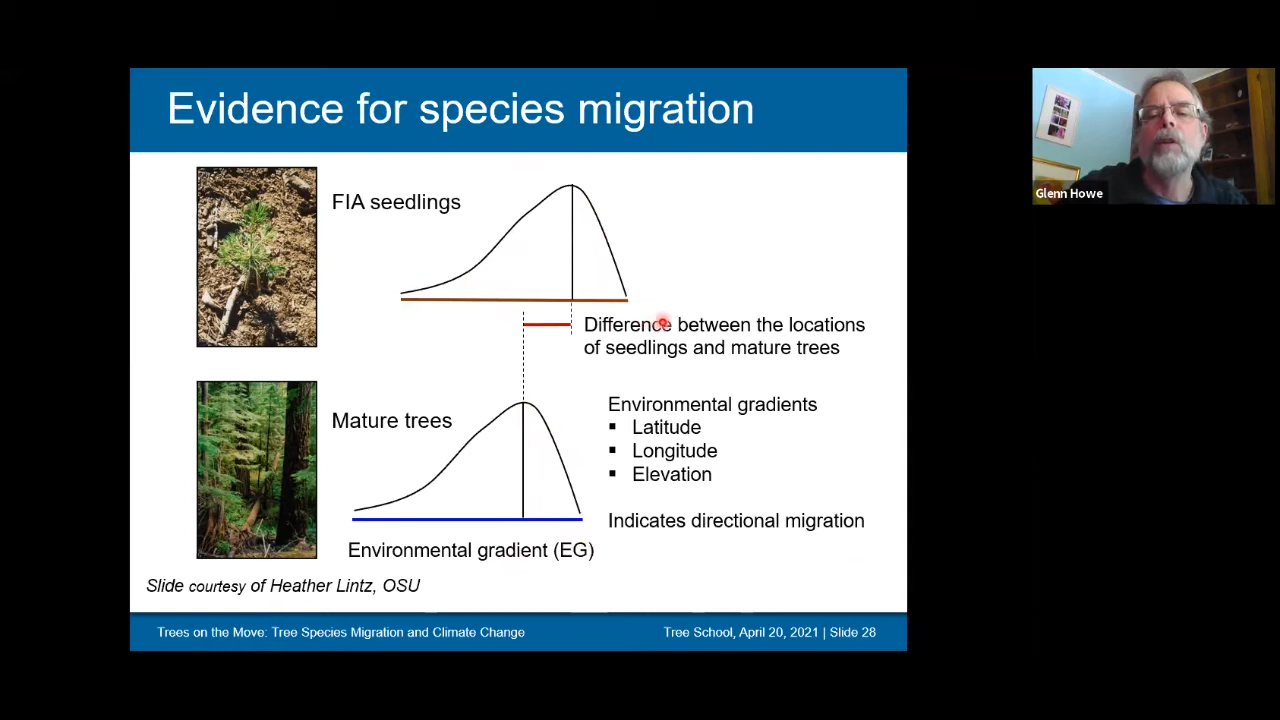 Evidence for species migration
FIA seedlings
Difference between the locations
of seedlings and mature trees
Mature trees
Environmental gradients
▪ Latitude
▪ Longitude
▪ Elevation
Indicates directional migration
Environmental gradient (EG)
Slide courtesy of Heather Lintz, OSU
Trees on the Move: Tree Species Migration and Climate Change
Tree School, April 20, 2021 | Slide 28
Glenn Howe